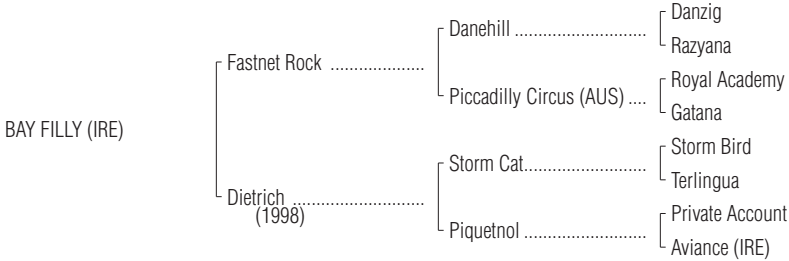 Danzig
Danehill ..............................
Razyana
Fastnet Rock .....................
Royal Academy
Piccadilly Circus (AUS) ....
Gatana
BAY FILLY (IRE)
Storm Bird
Storm Cat............................
Terlingua
Dietrich .............................
(1998)
Private Account
Piquetnol ............................
Aviance (IRE)